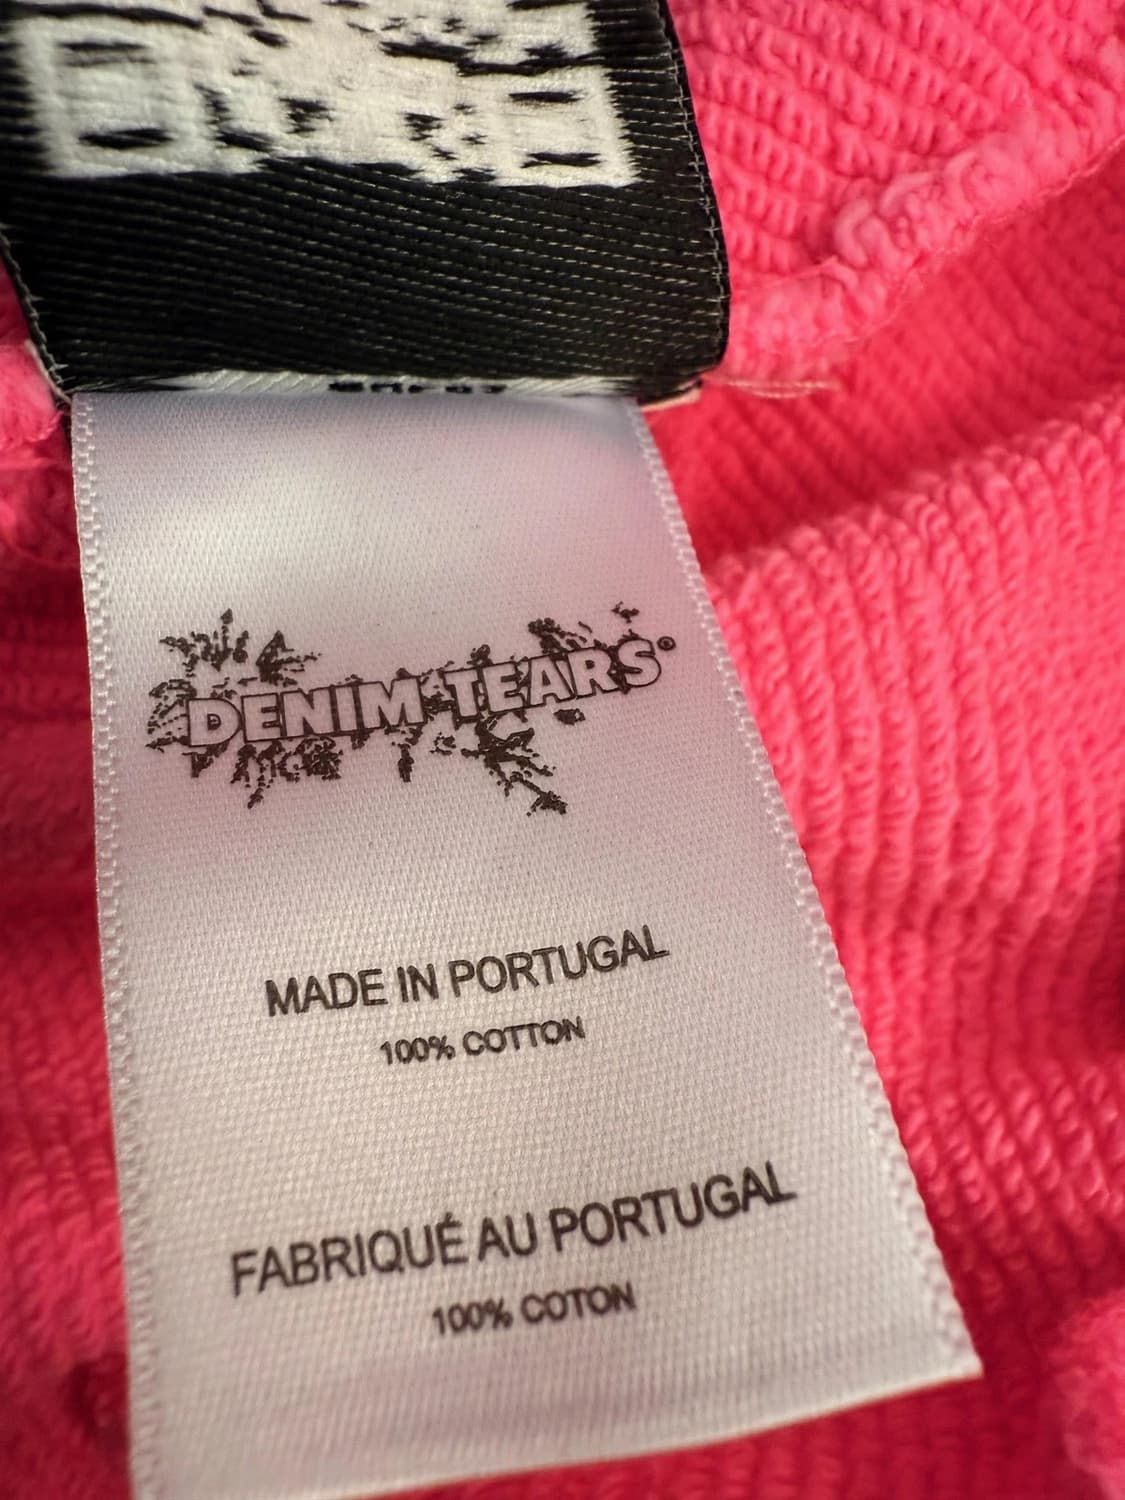 DENIM TEARS®
MADE IN PORTUGAL
100% COTTON
FABRIQUÉ AU PORTUGAL
100% COTON